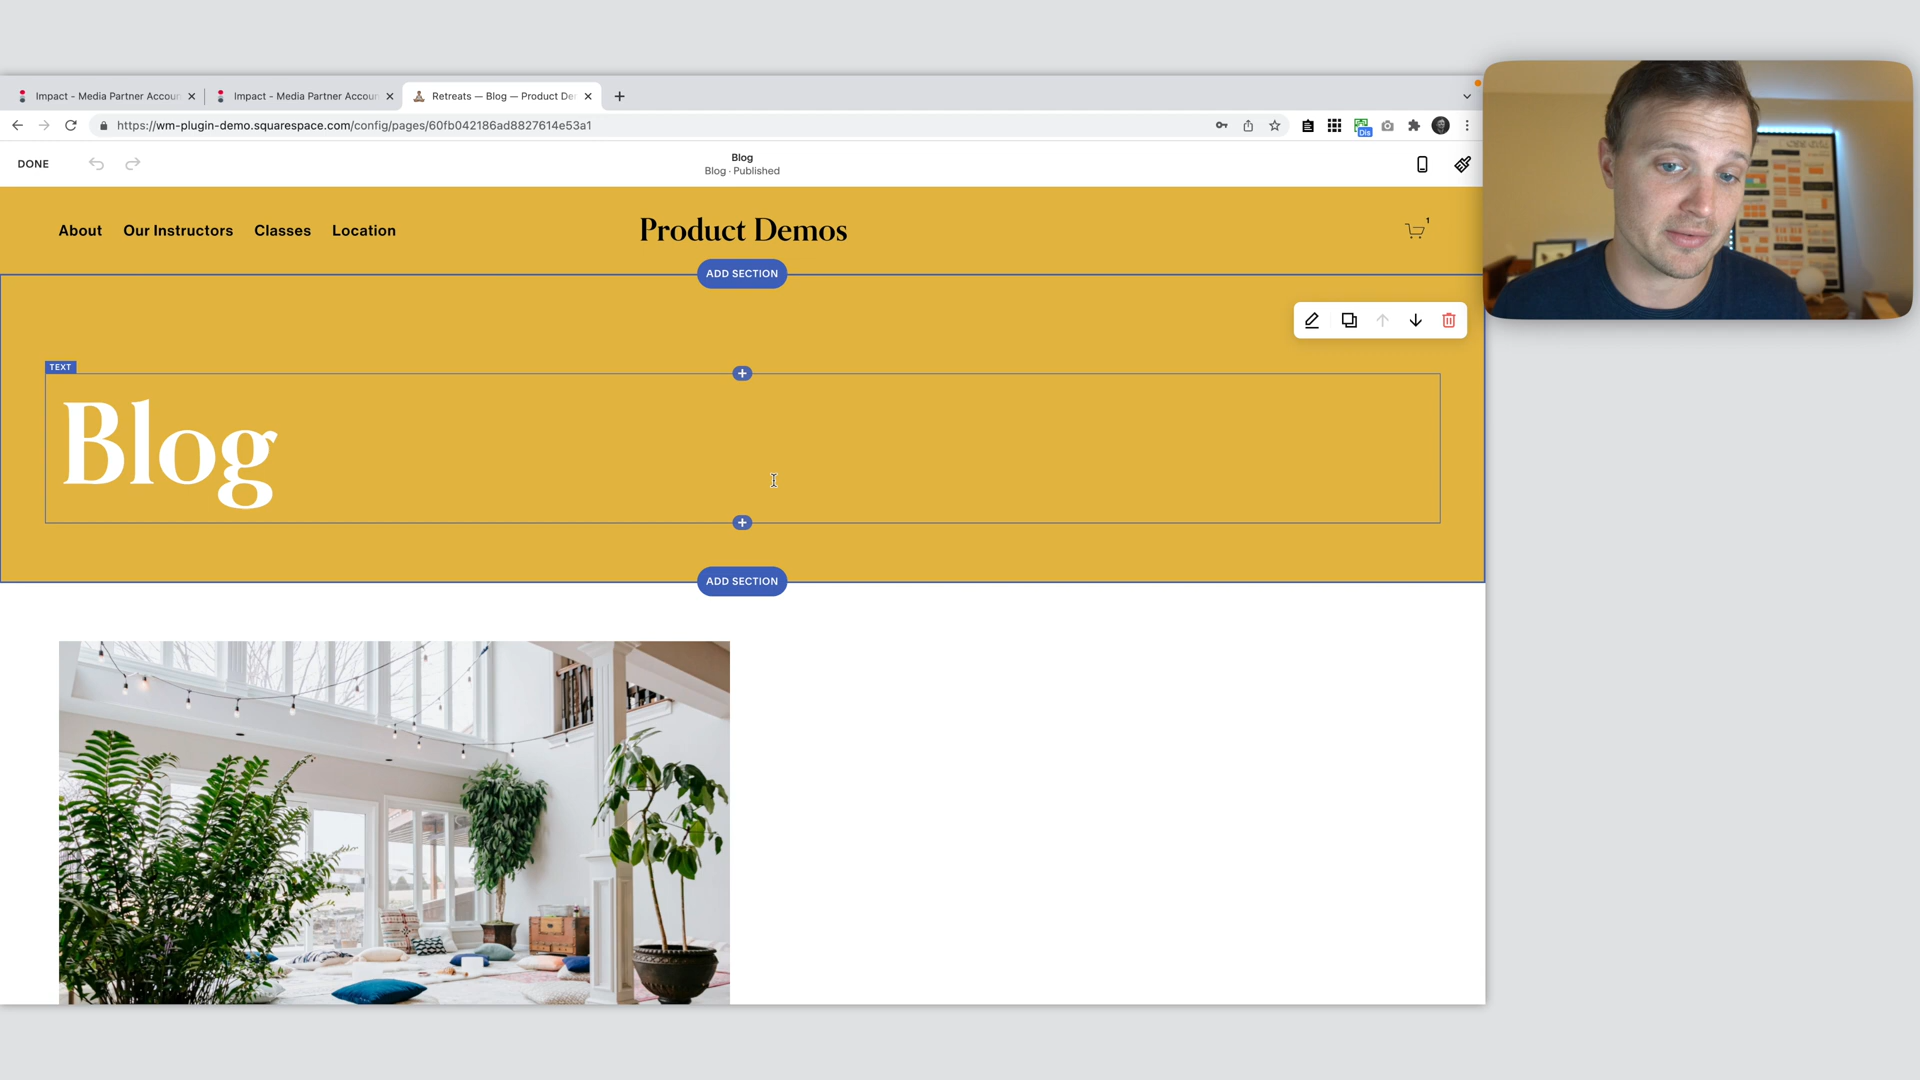 Impact - Media Partner Accoun
Impact - Media Partner Accoun
Retreats — Blog — Product De
https://wm-plugin-demo.squarespace.com/config/pages/60fb042186ad8827614e53a1
Dis
DONE
Blog
Blog · Published
About Our Instructors Classes Location
Product Demos
1
ADD SECTION
TEXT
Blog
ADD SECTION